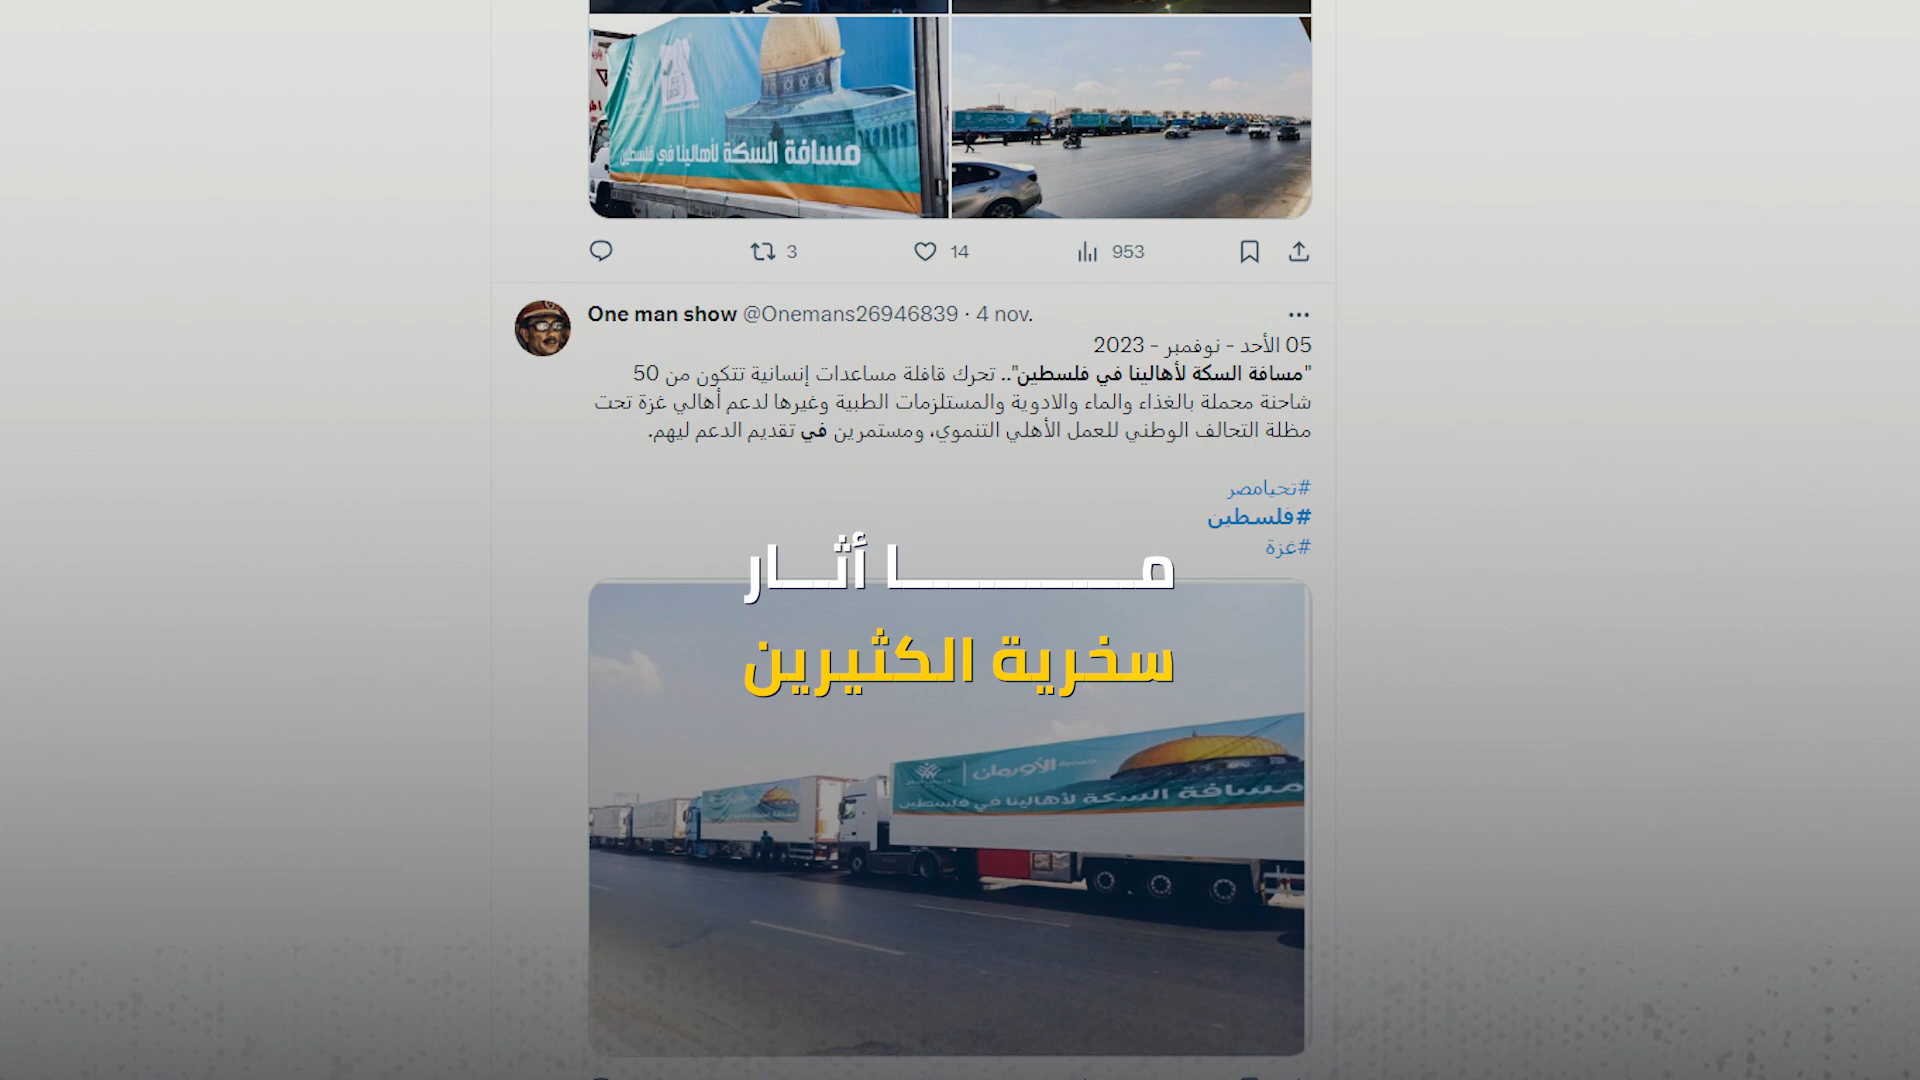 مسافة السكة لأهالينا في فلسطين
3
14
953
One man show @Onemans26946839 · 4 nov.
05 الأحد - نوفمبر - 2023
"مسافة السكة لأهالينا في فلسطين".. تحرك قافلة مساعدات إنسانية تتكون من 50
شاحنة محملة بالغذاء والماء والادوية والمستلزمات الطبية وغيرها لدعم أهالي غزة تحت
مظلة التحالف الوطني للعمل الأهلي التنموي، ومستمرين في تقديم الدعم ليهم.
#تحيامصر
#فلسطين
#غزة
مـــا أثـــار
سخرية الكثيرين
الأورمان
مسافة السكة لأهالينا في فلسطين